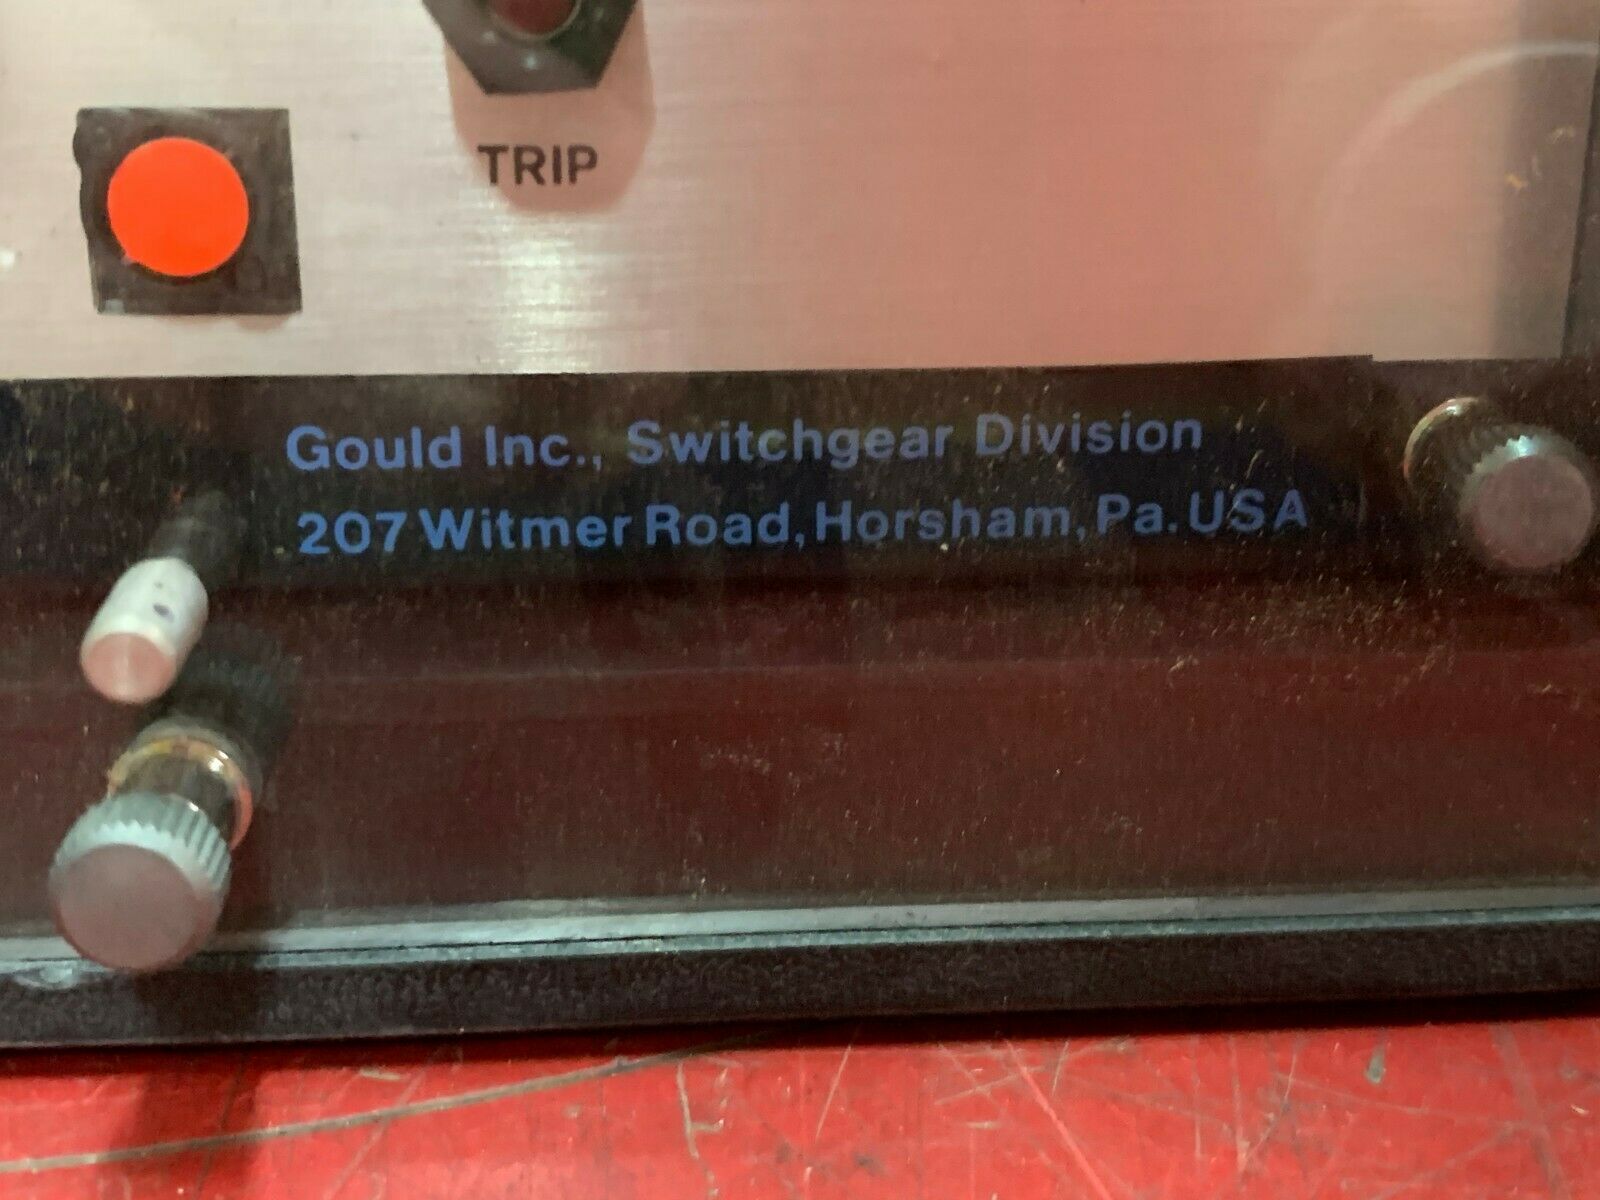 TRIP
Gould Inc., Switchgear Division
207 Witmer Road, Horsham, Pa. USA